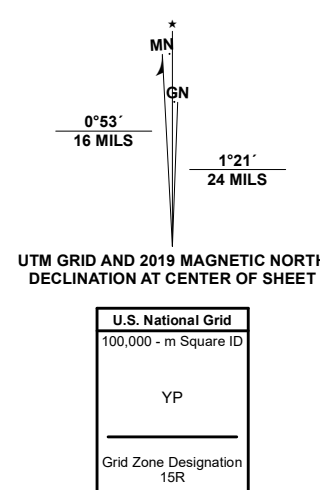 ★
MN
GN
0°53´
16 MILS
1°21´
24 MILS
UTM GRID AND 2019 MAGNETIC NORTH
DECLINATION AT CENTER OF SHEET
U.S. National Grid
100,000 - m Square ID
YP
Grid Zone Designation
15R